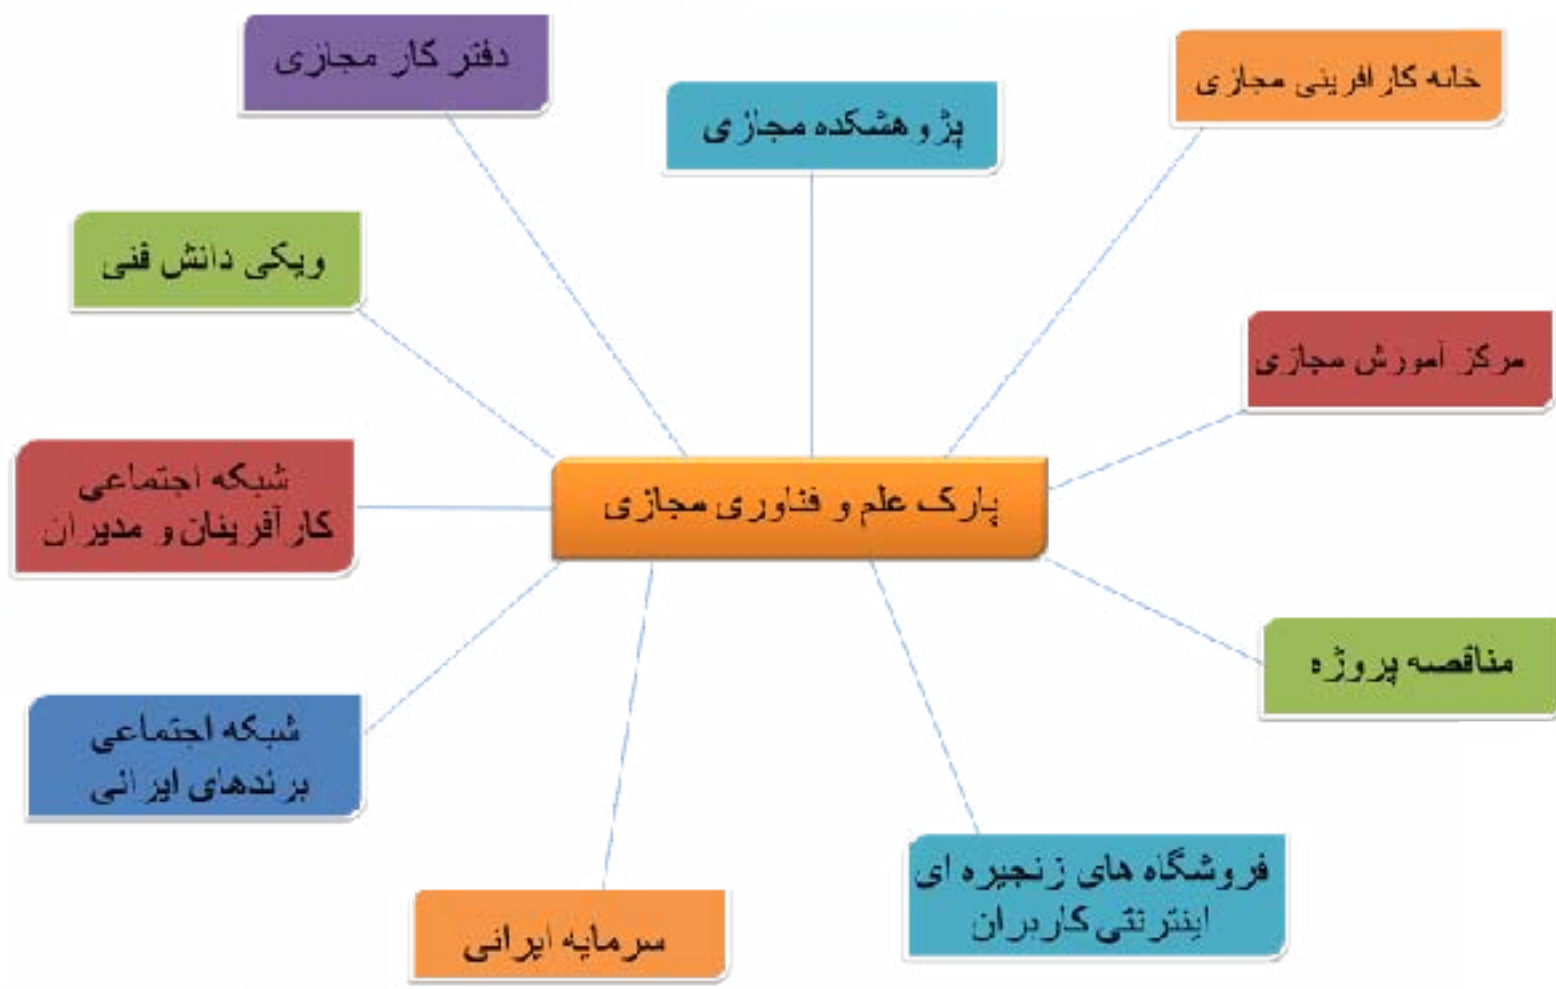 دفتر کار مجازی
خانه کارافرینی مجازی
پژوهشکده مجازی
ویکی دانش فنی
مرکز آموزش مجازی
شبکه اجتماعی
کارآفرینان و مدیران
پارک علم و فناوری مجازی
مناقصه پروژه
شبکه اجتماعی
برندهای ایرانی
فروشگاه های زنجیره ای
اینترنتی کاربران
سرمایه ایرانی